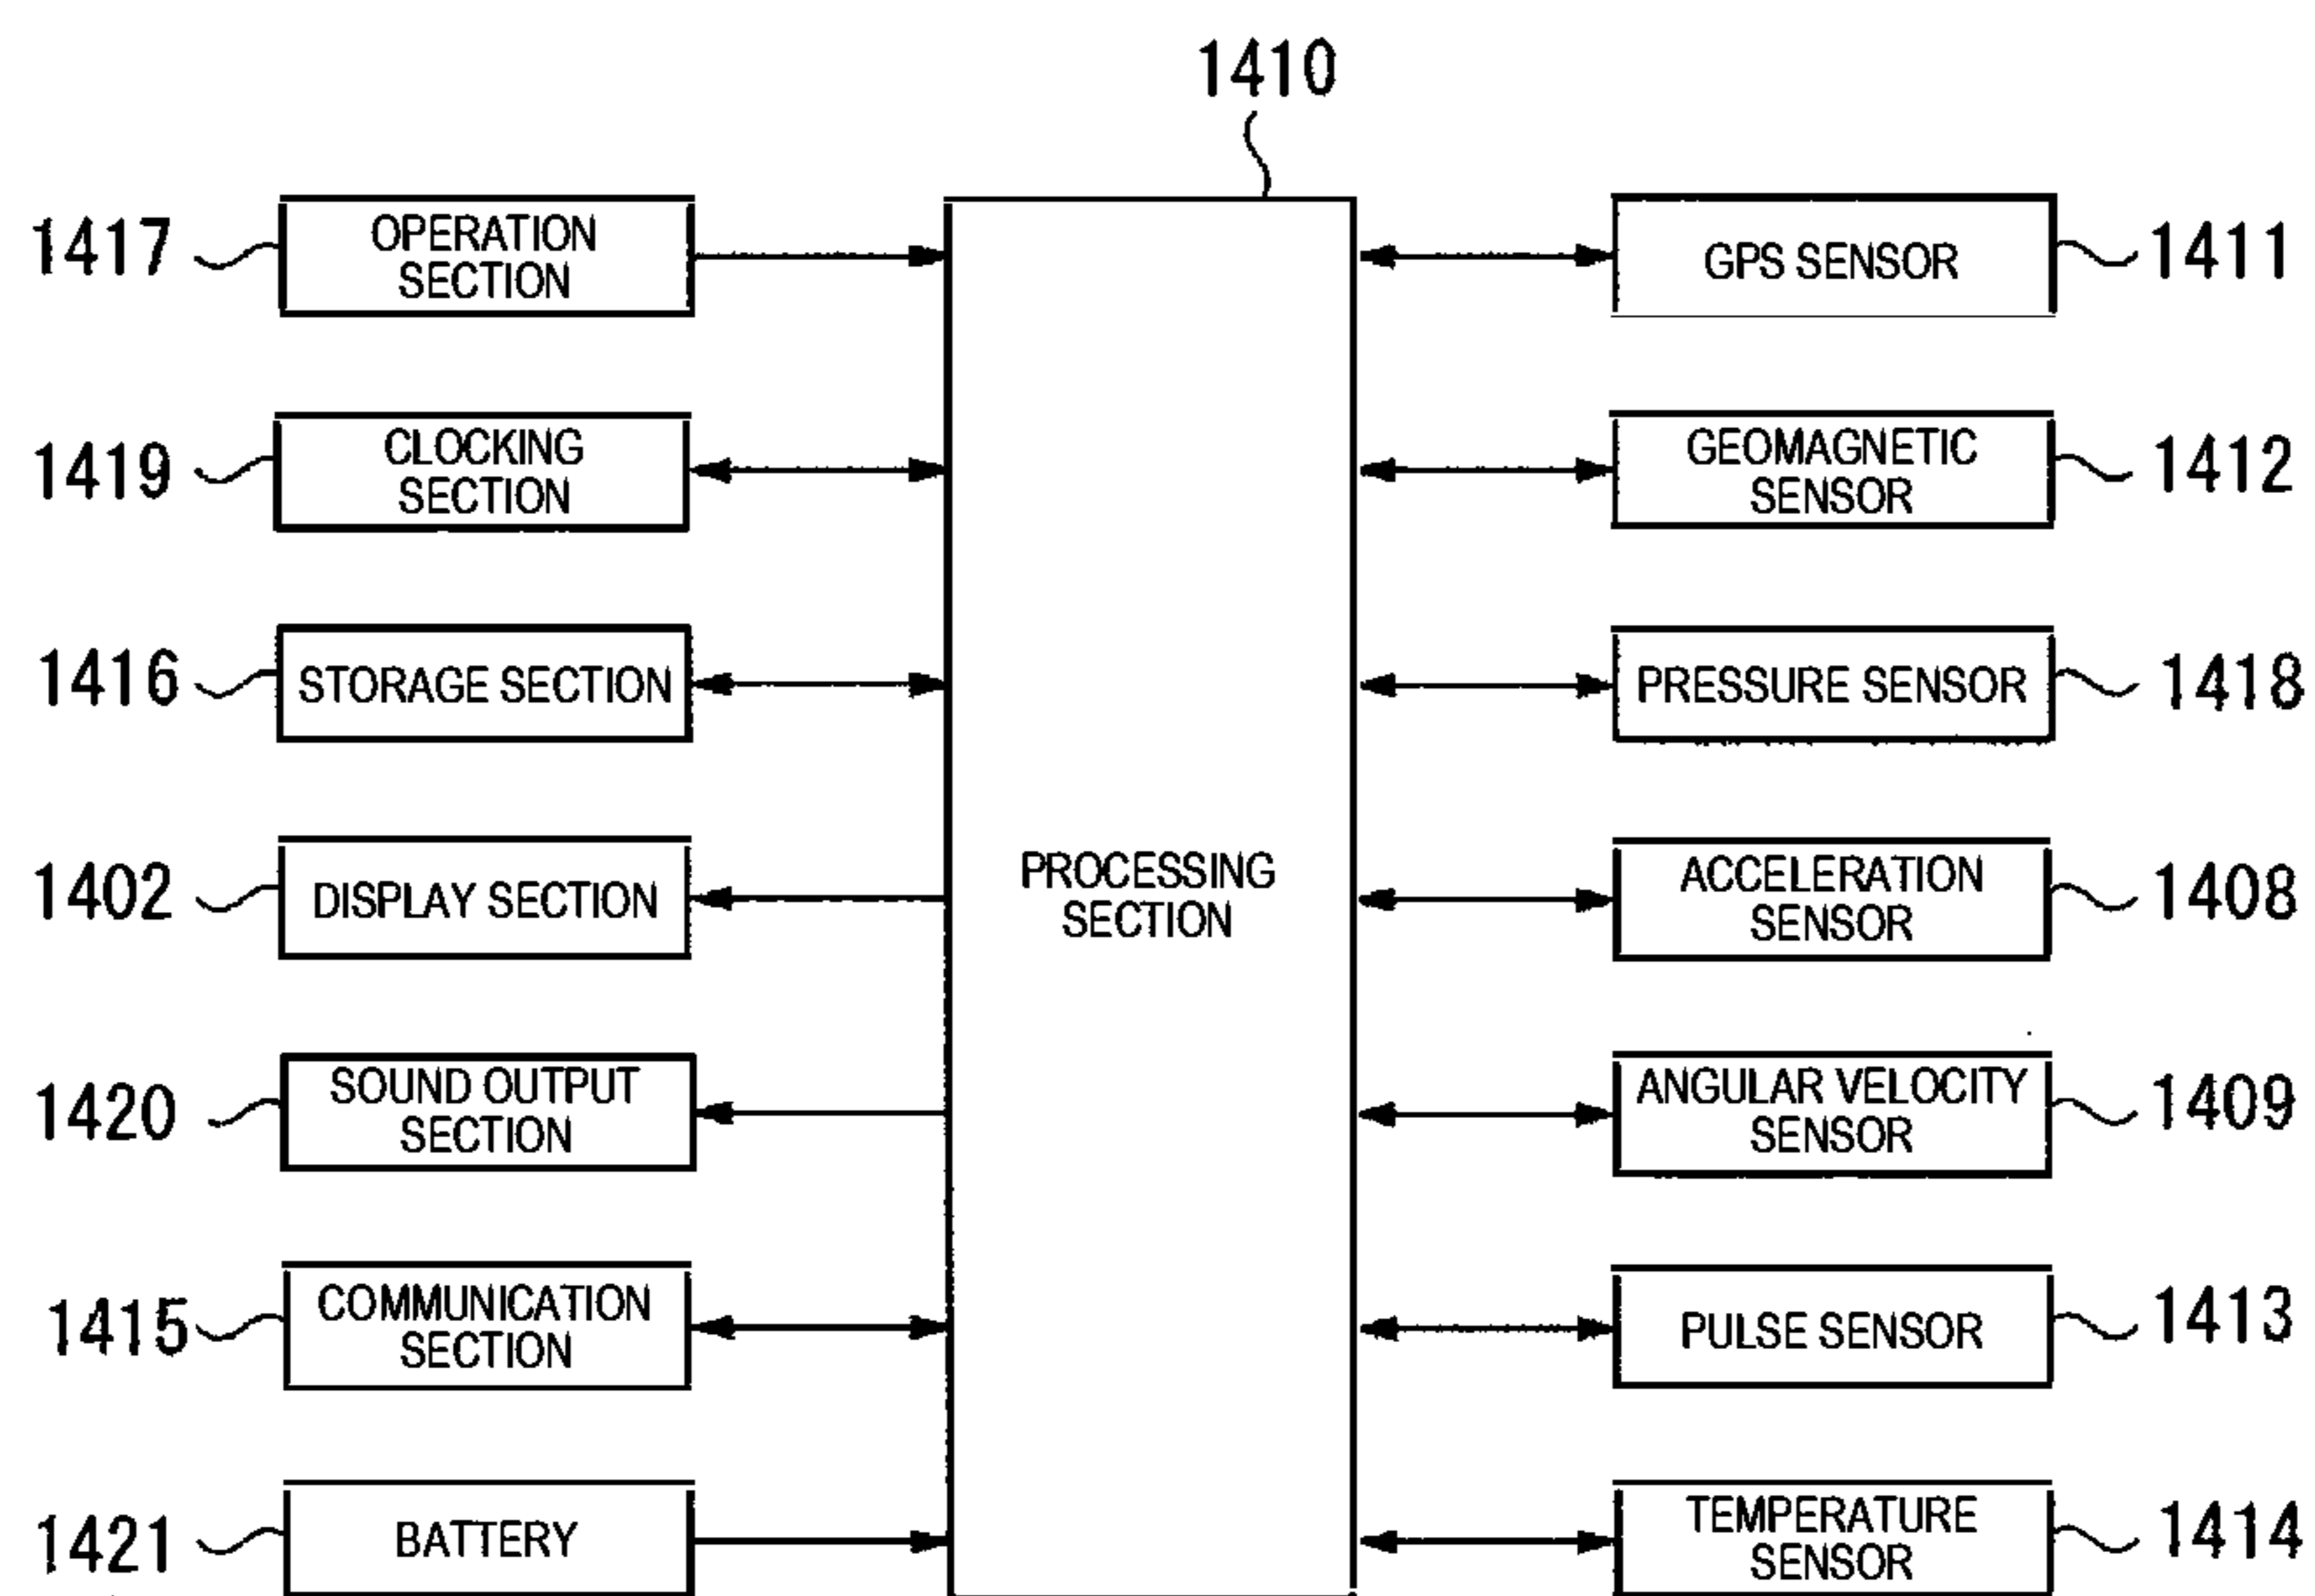 1410
1417
OPERATION
SECTION
GPS SENSOR
1411
1419
CLOCKING
SECTION
GEOMAGNETIC
SENSOR
1412
1416
STORAGE SECTION
PRESSURE SENSOR
1418
1402
DISPLAY SECTION
PROCESSING
SECTION
ACCELERATION
SENSOR
1408
1420
SOUND OUTPUT
SECTION
ANGULAR VELOCITY
SENSOR
1409
1415
COMMUNICATION
SECTION
PULSE SENSOR
1413
1421
BATTERY
TEMPERATURE
SENSOR
1414